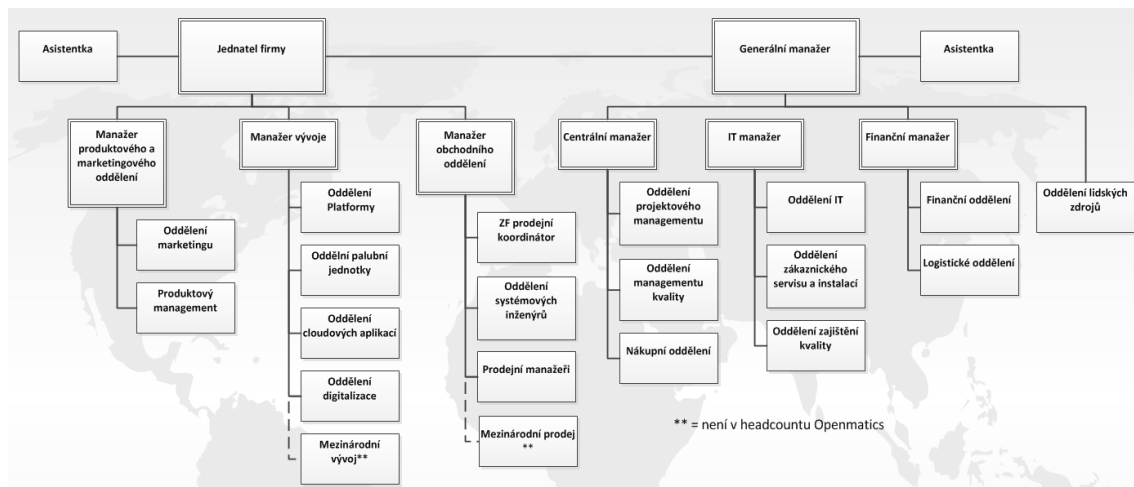 Asistentka
Jednatel firmy
Generální manažer
Asistentka
Manažer
produktového a
marketingového
oddělení
Manažer vývoje
Manažer
obchodního
oddělení
Centrální manažer
IT manažer
Finanční manažer
Oddělení
marketingu
Produktový
management
Oddělení
Platformy
Oddělní palubní
jednotky
Oddělení
cloudových aplikací
Oddělení
digitalizace
Mezinárodní
vývoj**
ZF prodejní
koordinátor
Oddělení
systémových
inženýrů
Prodejní manažeři
Mezinárodní prodej
**
Oddělení
projektového
managementu
Oddělení
managementu
kvality
Nákupní oddělení
Oddělení IT
Oddělení
zákaznického
servisu a instalací
Oddělení zajištění
kvality
Finanční oddělení
Logistické oddělení
Oddělení lidských
zdrojů
** = není v headcountu Openmatics